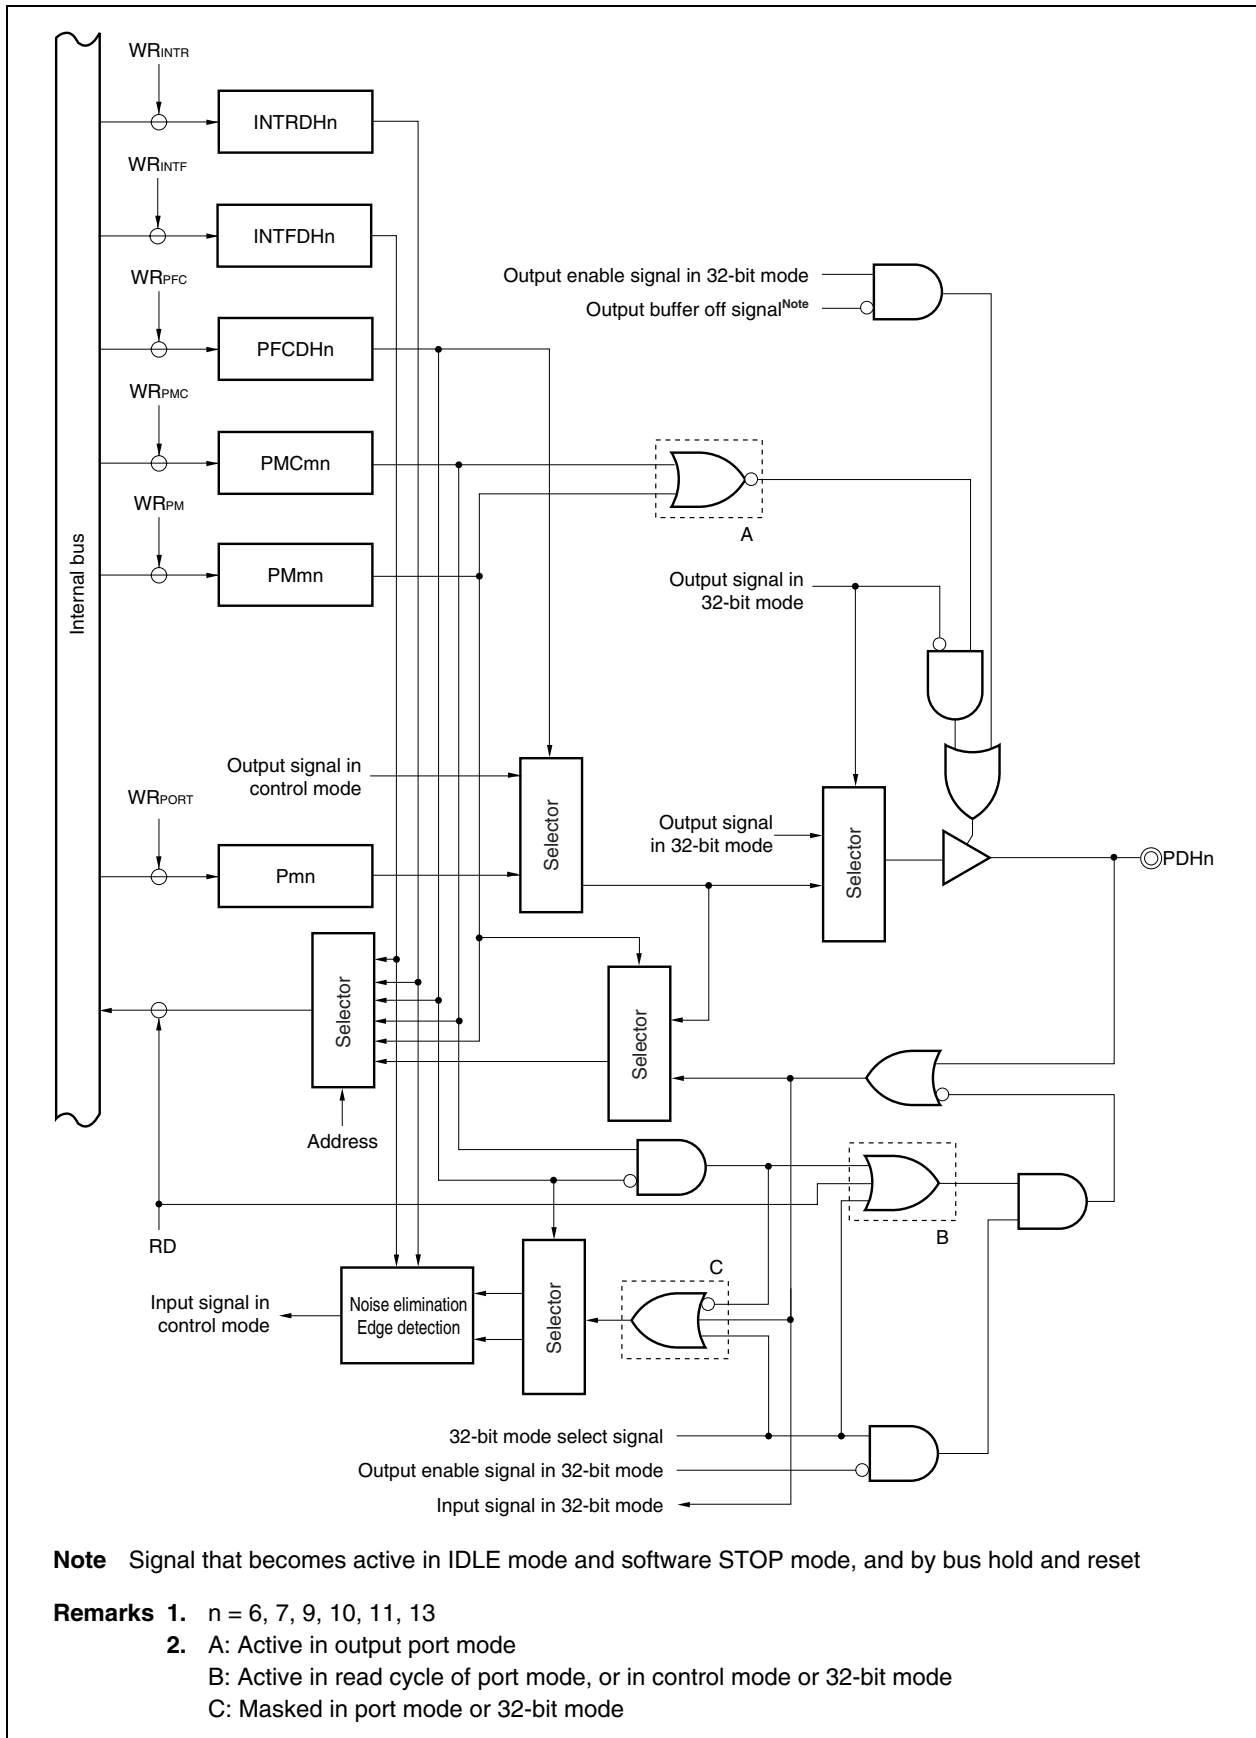 WRINTR
INTRDHn
WRINTF
INTFDHn
Output enable signal in 32-bit mode
Output buffer off signalNote
WRPFC
PFCDHn
WRPMC
PMCmn
A
WRPM
PMmn
Internal bus
Output signal in
32-bit mode
Output signal in
control mode
Selector
WRPORT
Pmn
Output signal
in 32-bit mode
Selector
PDHn
Selector
Selector
Address
RD
B
C
Input signal in
control mode
Noise elimination
Edge detection
Selector
32-bit mode select signal
Output enable signal in 32-bit mode
Input signal in 32-bit mode
Note Signal that becomes active in IDLE mode and software STOP mode, and by bus hold and reset
Remarks 1. n = 6, 7, 9, 10, 11, 13
2. A: Active in output port mode
B: Active in read cycle of port mode, or in control mode or 32-bit mode
C: Masked in port mode or 32-bit mode